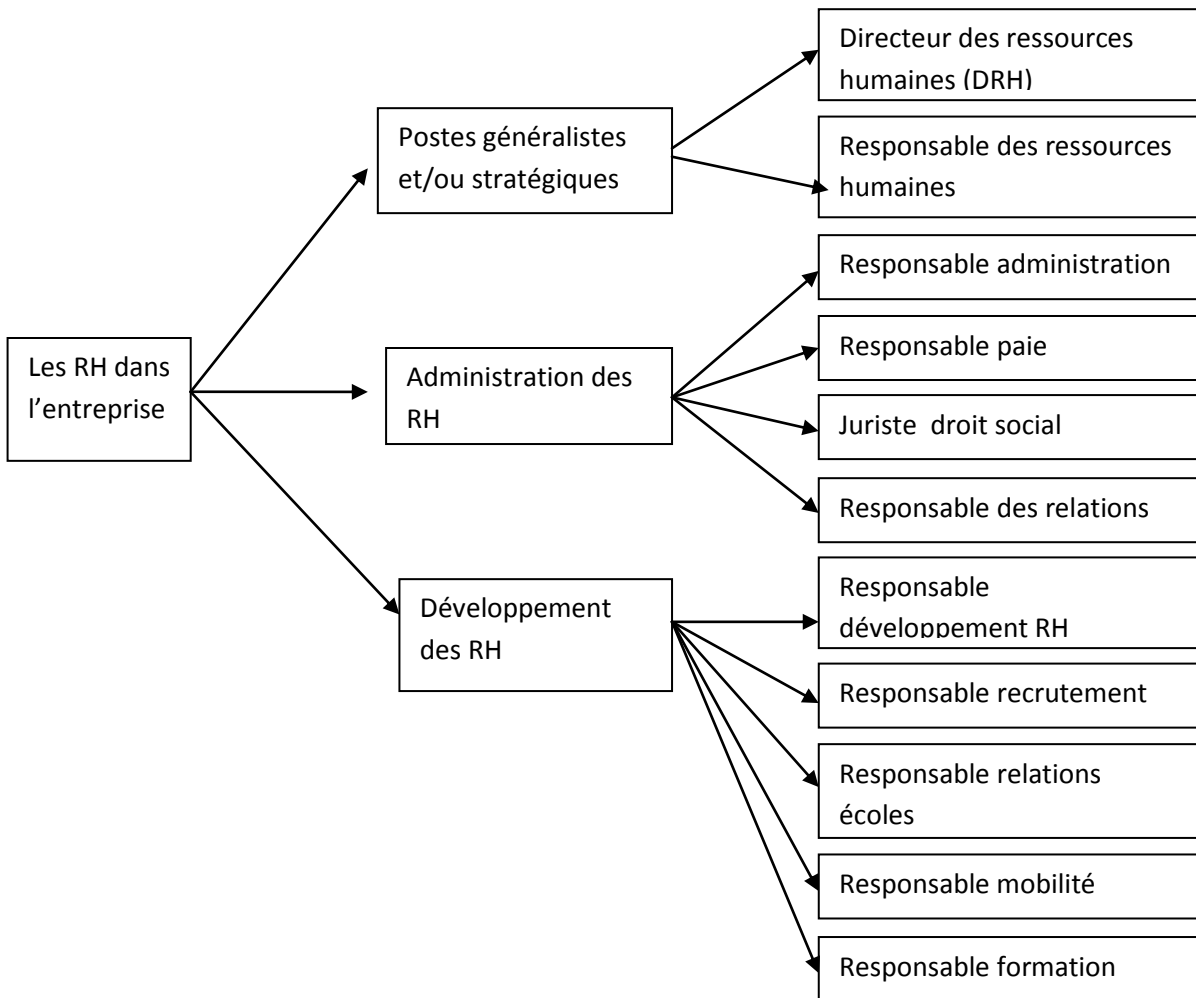 Les RH dans
l’entreprise
Postes généralistes
et/ou stratégiques
Directeur des ressources
humaines (DRH)
Responsable des ressources
humaines
Administration des
RH
Responsable administration
Responsable paie
Juriste droit social
Responsable des relations
Développement
des RH
Responsable
développement RH
Responsable recrutement
Responsable relations
écoles
Responsable mobilité
Responsable formation